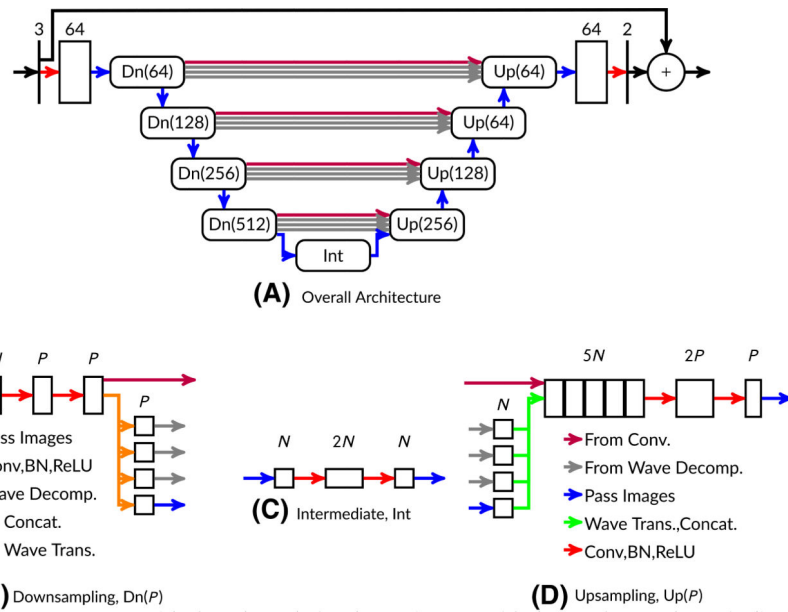 3 64 64 2
Dn(64) Up(64) +
Dn(128) Up(64)
Dn(256) Up(128)
Dn(512) Up(256)
Int
(A) Overall Architecture
P P
P
ss Images
nv,BN,ReLU
ave Decomp.
Concat.
Wave Trans.
) Downsampling, Dn(P)
N 2N N
(C) Intermediate, Int
5N 2P P
N
From Conv.
From Wave Decomp.
Pass Images
Wave Trans.,Concat.
Conv,BN,ReLU
(D) Upsampling, Up(P)